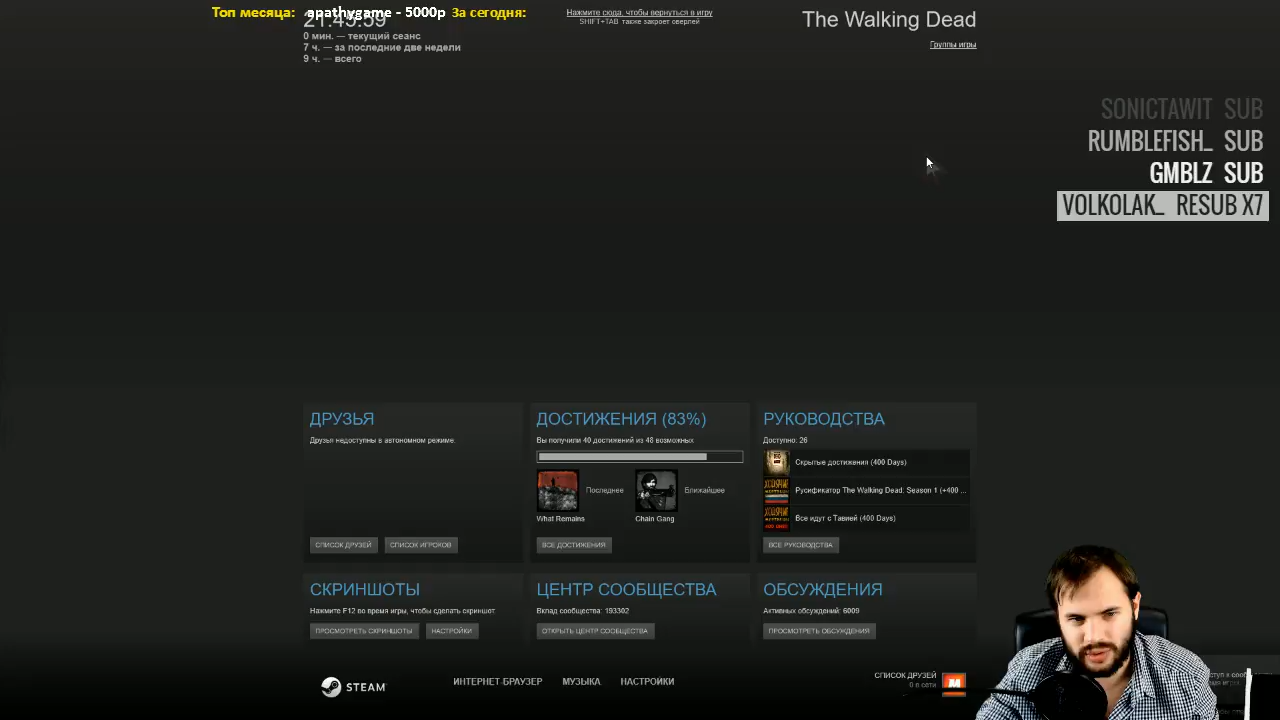 Топ месяца: apathygame - 5000р За сегодня:
21:45:59
0 мин. — текущий сеанс
7 ч. — за последние две недели
9 ч. — всего
Нажмите сюда, чтобы вернуться в игру
SHIFT+TAB также закроет оверлей
The Walking Dead
Группы игры
SONICTAWIT SUB
RUMBLEFISH_ SUB
GMBLZ SUB
VOLKOLAK_ RESUB X7
ДРУЗЬЯ
Друзья недоступны в автономном режиме.
СПИСОК ДРУЗЕЙ
СПИСОК ИГРОКОВ
ДОСТИЖЕНИЯ (83%)
Вы получили 40 достижений из 48 возможных
Последнее
Ближайшее
What Remains
Chain Gang
ВСЕ ДОСТИЖЕНИЯ
РУКОВОДСТВА
Доступно: 26
Скрытые достижения (400 Days)
Русификатор The Walking Dead: Season 1 (+400 ...
Все идут с Тавией (400 Days)
ВСЕ РУКОВОДСТВА
СКРИНШОТЫ
Нажмите F12 во время игры, чтобы сделать скриншот.
ПРОСМОТРЕТЬ СКРИНШОТЫ
НАСТРОЙКИ
ЦЕНТР СООБЩЕСТВА
Вклад сообщества: 193302
ОТКРЫТЬ ЦЕНТР СООБЩЕСТВА
ОБСУЖДЕНИЯ
Активных обсуждений: 6009
ПРОСМОТРЕТЬ ОБСУЖДЕНИЯ
STEAM
ИНТЕРНЕТ-БРАУЗЕР
МУЗЫКА
НАСТРОЙКИ
СПИСОК ДРУЗЕЙ
0 в сети